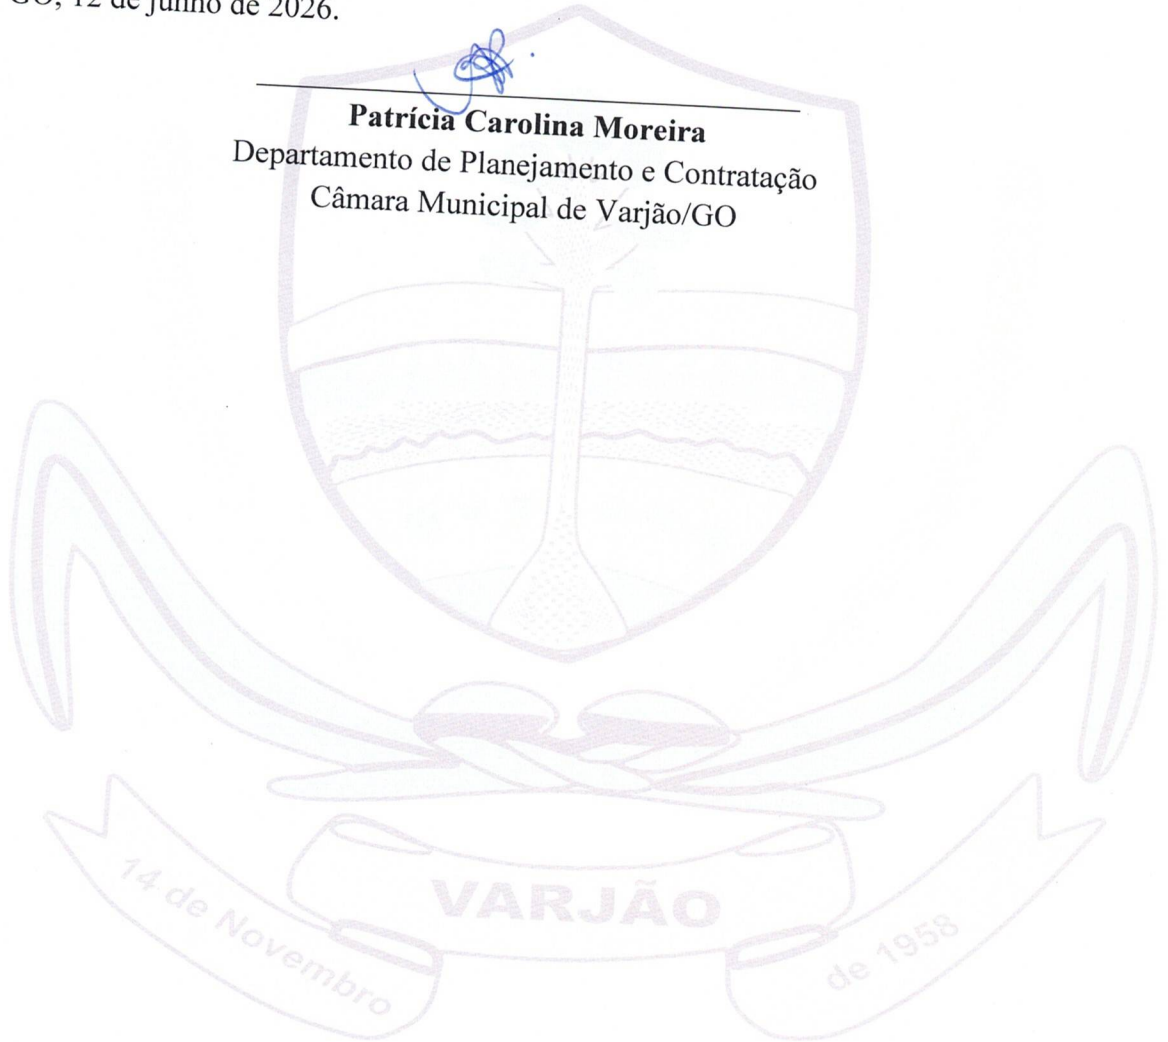 GO, 12 de junho de 2026.
Patrícia Carolina Moreira
Departamento de Planejamento e Contratação
Câmara Municipal de Varjão/GO
VARJÃO
14 de Novembro
de 1958